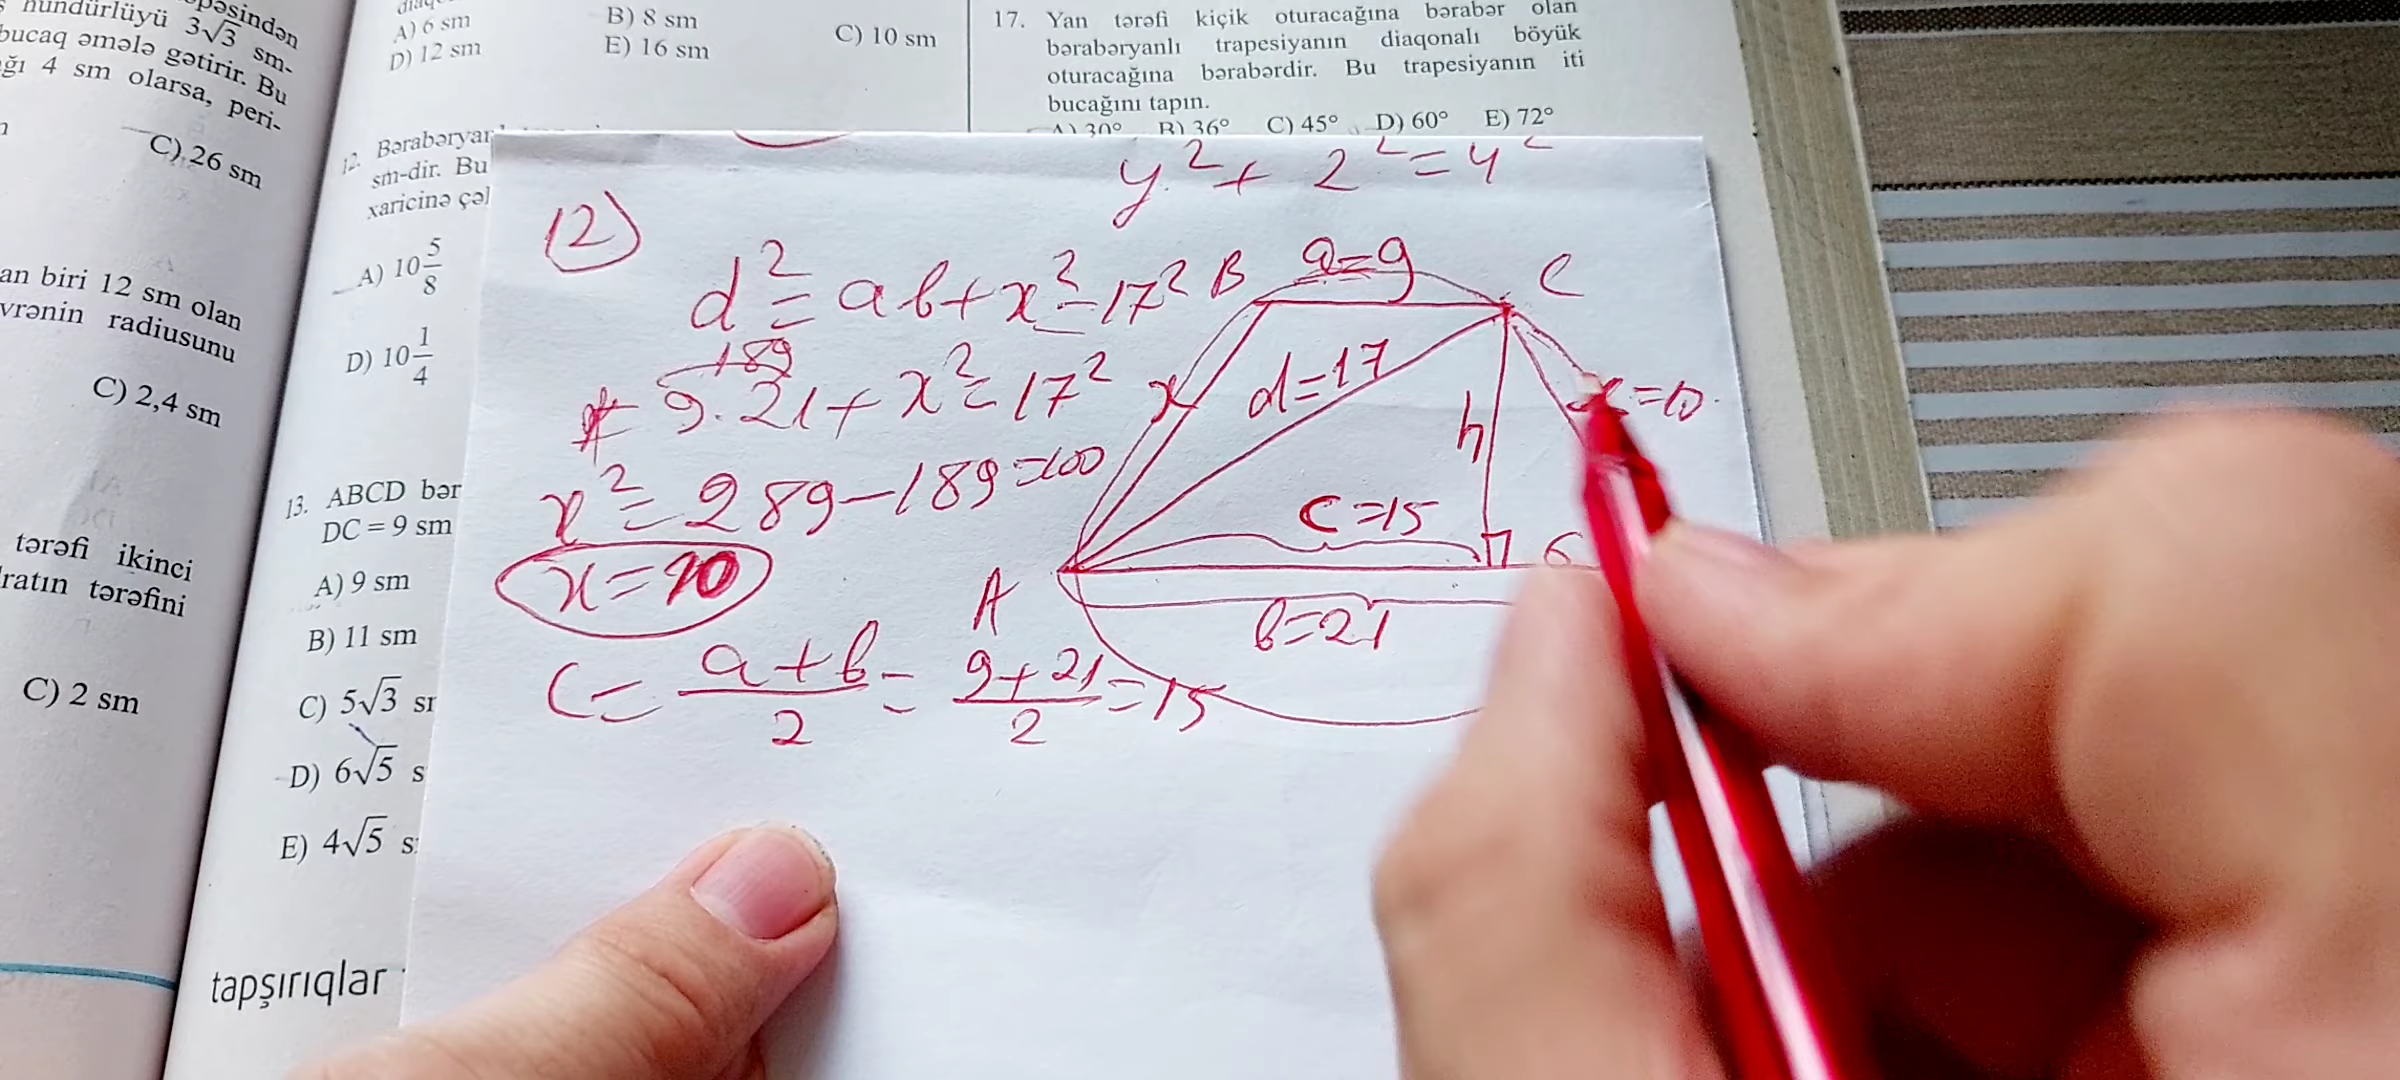 hündürlüyü 3√3 sm-
bucaq əmələ gətirir. Bu
4 sm olarsa, peri-
C) 26 sm
an biri 12 sm olan
radiusunu
C) 2,4 sm
tərəfi ikinci
tərəfini
C) 2 sm
A) 6 sm
B) 8 sm
C) 10 sm
D) 12 sm
E) 16 sm
12. Bərabəryan
sm-dir. Bu
xaricinə çəl
A) 10 5/8
D) 10 1/4
13. ABCD bər
DC = 9 sm
A) 9 sm
B) 11 sm
C) 5√3 sm
D) 6√5 s
E) 4√5 s
tapşırıqlar
17. Yan tərəfi kiçik oturacağına bərabər olan
bərabəryanlı trapesiyanın diaqonalı böyük
oturacağına bərabərdir. Bu trapesiyanın iti
bucağını tapın.
A) 30° B) 36° C) 45° D) 60° E) 72°
y² + 2² = 4²
12
d² = ab + x² = 17²
189
9·21 + x² = 17²
x² = 289 - 189 = 100
x = 10
c = a+b/2 = 9+21/2 = 15
B a=9 C
x d=17 h x=10
c=15 6
A
b=21